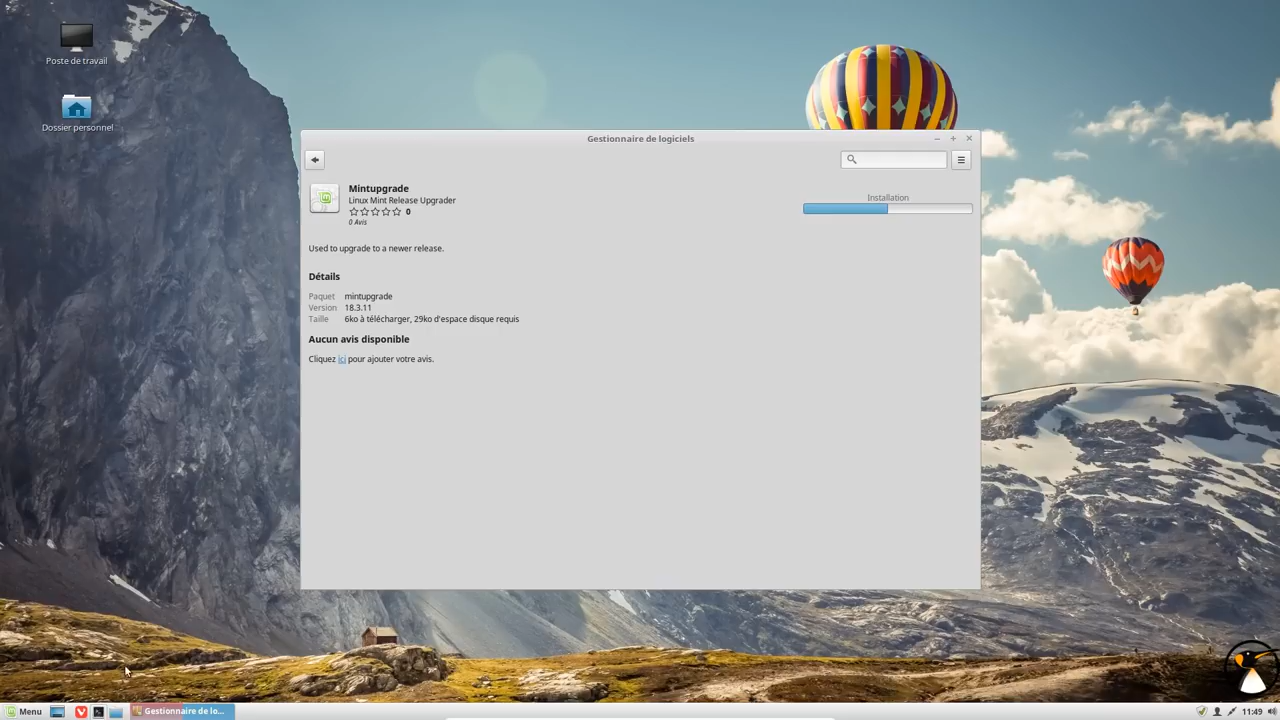 Poste de travail
Dossier personnel
Gestionnaire de logiciels
Mintupgrade
Linux Mint Release Upgrader
0
0 Avis
Installation
Used to upgrade to a newer release.
Détails
Paquet mintupgrade
Version 18.3.11
Taille 6ko à télécharger, 29ko d'espace disque requis
Aucun avis disponible
Cliquez ici pour ajouter votre avis.
Menu
Gestionnaire de lo...
11:49